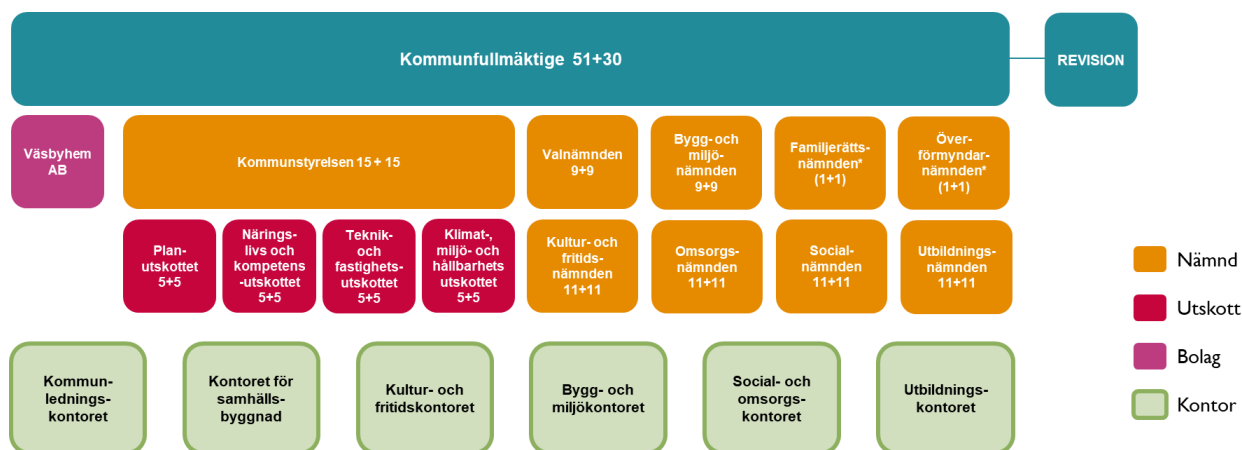 Kommunfullmäktige 51+30
REVISION
Väsbyhem
AB
Kommunstyrelsen 15 + 15
Valnämnden
9+9
Bygg- och
miljö-
nämnden
9+9
Familjerätts-
nämnden*
(1+1)
Över-
förmyndar-
nämnden*
(1+1)
Plan-
utskottet
5+5
Närings-
livs och
kompetens
-utskottet
5+5
Teknik-
och
fastighets-
utskottet
5+5
Klimat-,
miljö- och
hållbarhets
utskottet
5+5
Kultur- och
fritids-
nämnden
11+11
Omsorgs-
nämnden
11+11
Social-
nämnden
11+11
Utbildnings-
nämnden
11+11
Nämnd
Utskott
Bolag
Kontor
Kommun-
lednings-
kontoret
Kontoret för
samhälls-
byggnad
Kultur- och
fritidskontoret
Bygg- och
miljökontoret
Social- och
omsorgs-
kontoret
Utbildnings-
kontoret